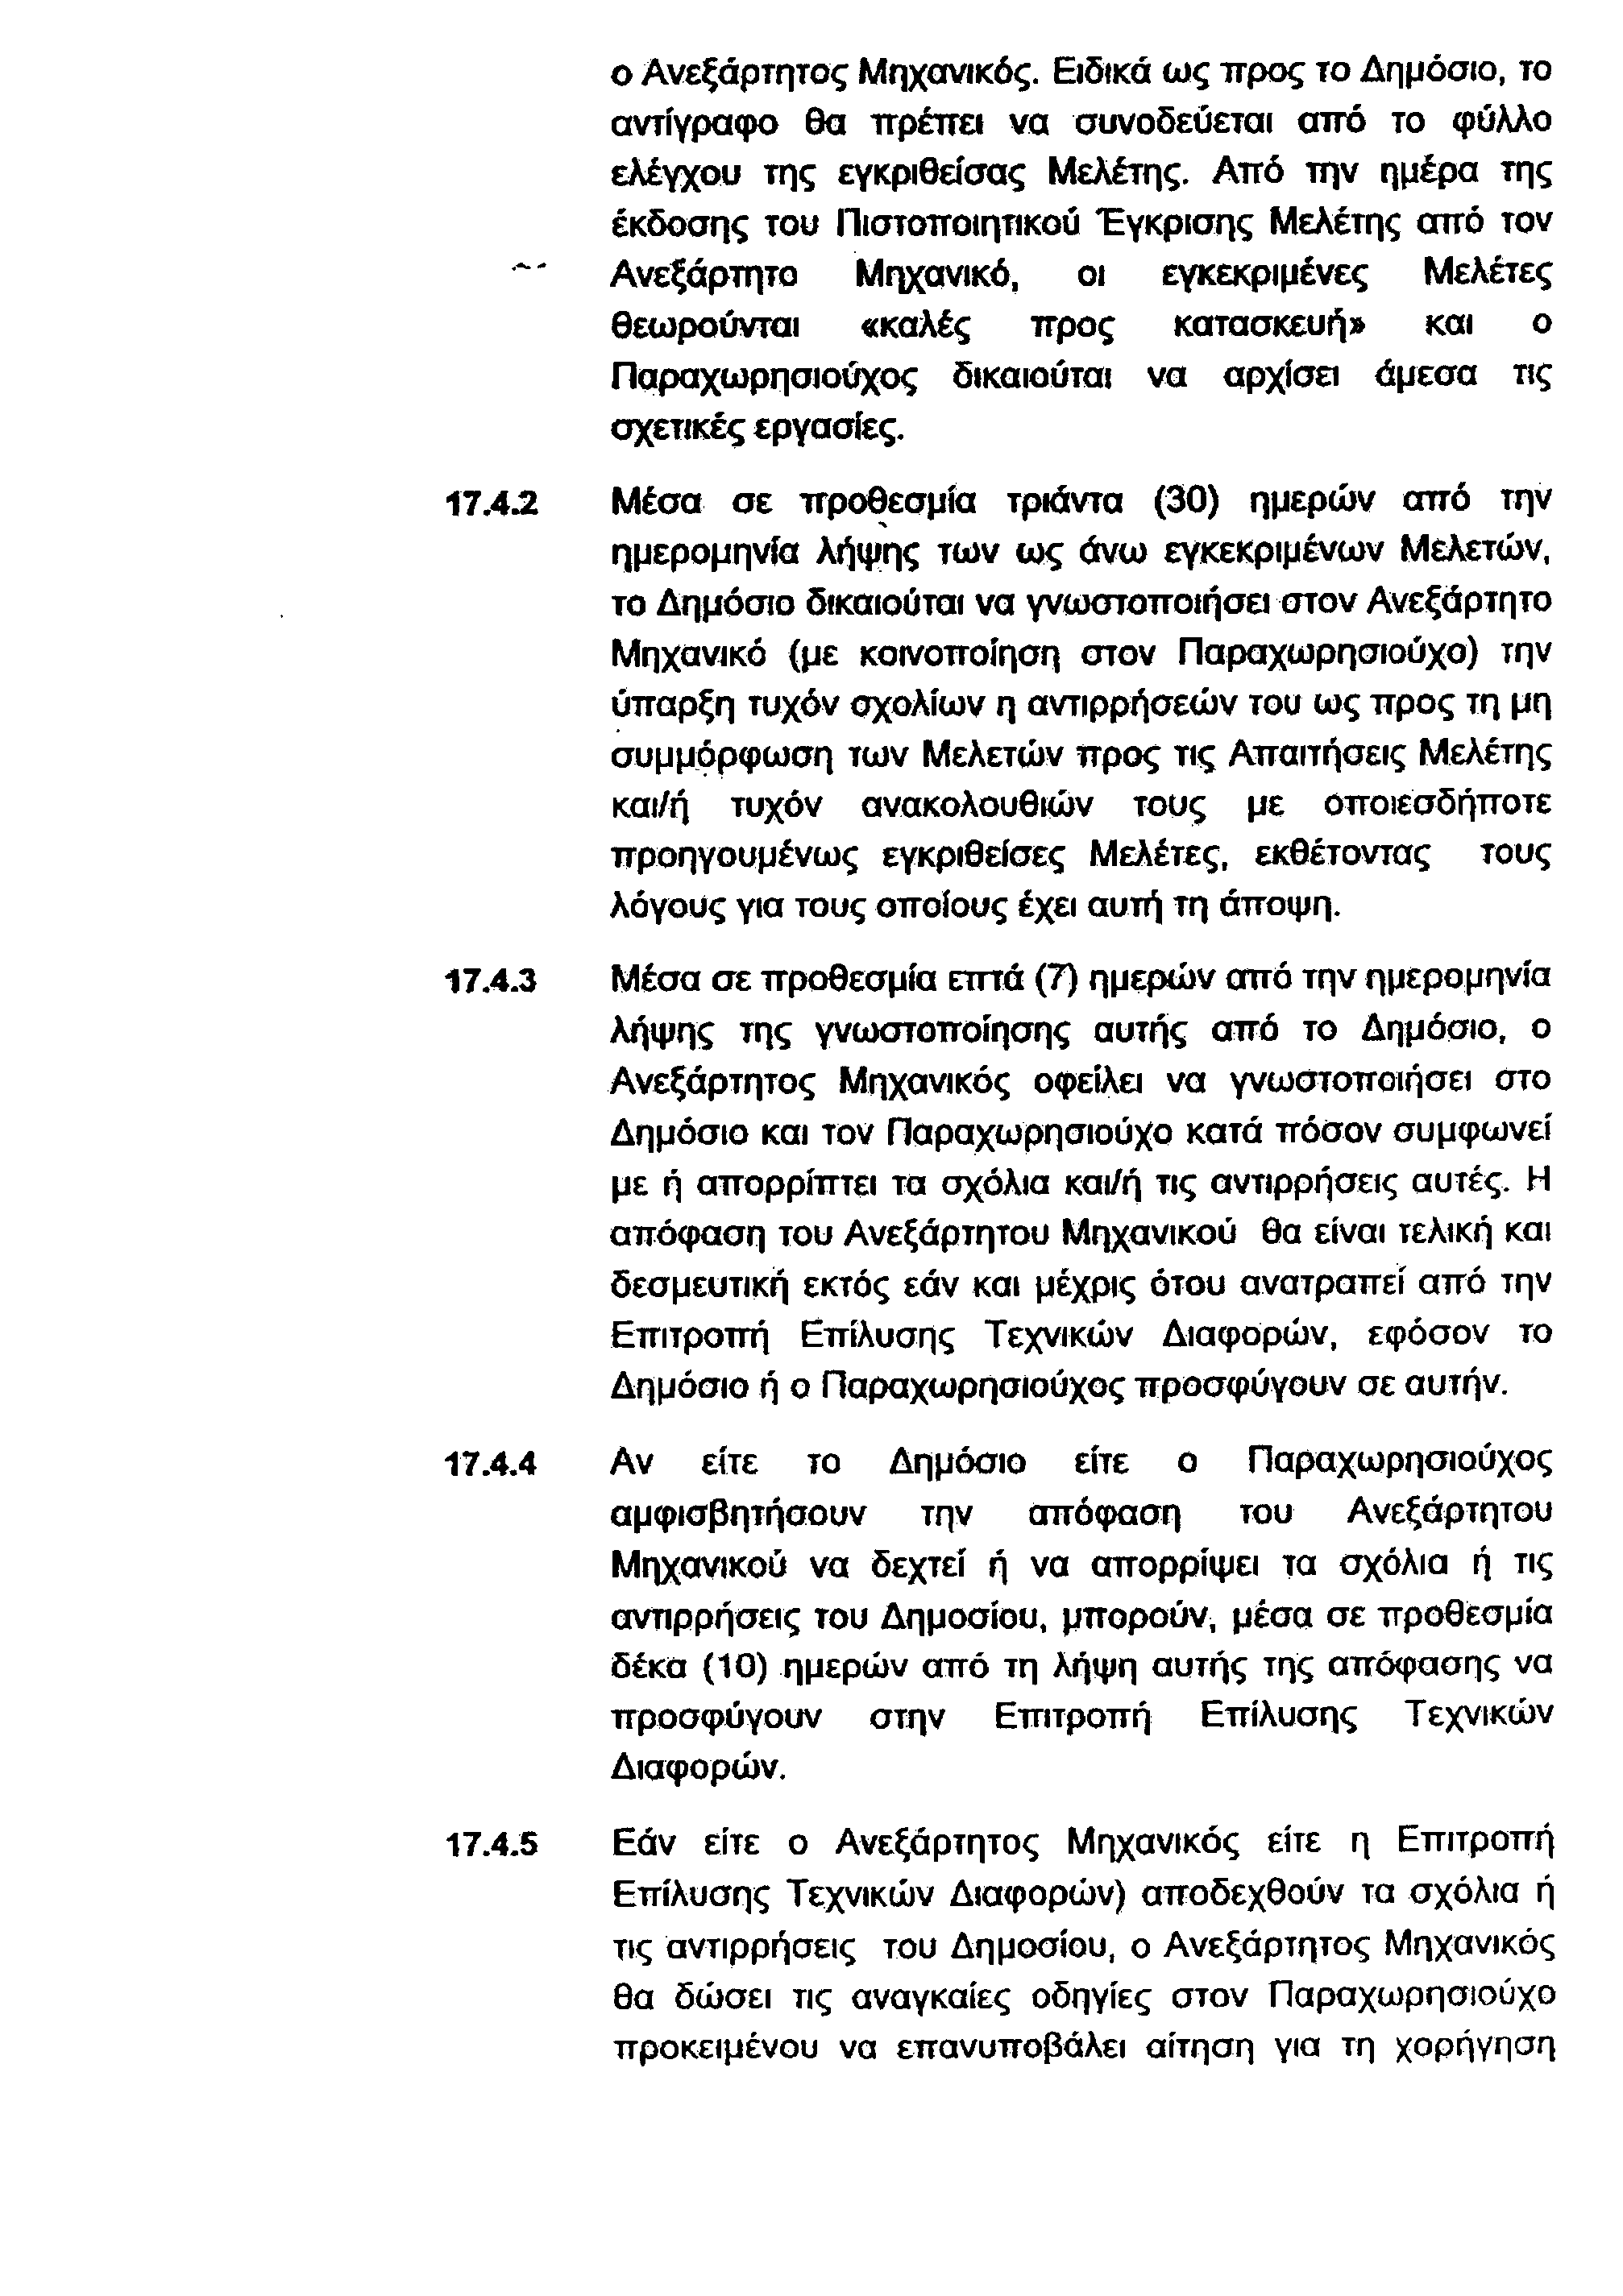 ο Ανεξάρτητος Μηχανικός. Ειδικά ως προς το Δημόσιο, το
αντίγραφο θα πρέπει να συνοδεύεται από το φύλλο
ελέγχου της εγκριθείσας Μελέτης. Από την ημέρα της
έκδοσης του Πιστοποιητικού Έγκρισης Μελέτης από τον
Ανεξάρτητο Μηχανικό, οι εγκεκριμένες Μελέτες
θεωρούνται «καλές προς κατασκευή» και ο
Παραχωρησιούχος δικαιούται να αρχίσει άμεσα τις
σχετικές εργασίες.
17.4.2 Μέσα σε προθεσμία τριάντα (30) ημερών από την
ημερομηνία λήψης των ως άνω εγκεκριμένων Μελετών,
το Δημόσιο δικαιούται να γνωστοποιήσει στον Ανεξάρτητο
Μηχανικό (με κοινοποίηση στον Παραχωρησιούχο) την
ύπαρξη τυχόν σχολίων η αντιρρήσεών του ως προς τη μη
συμμόρφωση των Μελετών προς τις Απαιτήσεις Μελέτης
και/ή τυχόν ανακολουθιών τους με οποιεσδήποτε
προηγουμένως εγκριθείσες Μελέτες, εκθέτοντας τους
λόγους για τους οποίους έχει αυτή τη άποψη.
17.4.3 Μέσα σε προθεσμία επτά (7) ημερών από την ημερομηνία
λήψης της γνωστοποίησης αυτής από το Δημόσιο, ο
Ανεξάρτητος Μηχανικός οφείλει να γνωστοποιήσει στο
Δημόσιο και τον Παραχωρησιούχο κατά πόσον συμφωνεί
με ή απορρίπτει τα σχόλια και/ή τις αντιρρήσεις αυτές. Η
απόφαση του Ανεξάρτητου Μηχανικού θα είναι τελική και
δεσμευτική εκτός εάν και μέχρις ότου ανατραπεί από την
Επιτροπή Επίλυσης Τεχνικών Διαφορών, εφόσον το
Δημόσιο ή ο Παραχωρησιούχος προσφύγουν σε αυτήν.
17.4.4 Αν είτε το Δημόσιο είτε ο Παραχωρησιούχος
αμφισβητήσουν την απόφαση του Ανεξάρτητου
Μηχανικού να δεχτεί ή να απορρίψει τα σχόλια ή τις
αντιρρήσεις του Δημοσίου, μπορούν, μέσα σε προθεσμία
δέκα (10) ημερών από τη λήψη αυτής της απόφασης να
προσφύγουν στην Επιτροπή Επίλυσης Τεχνικών
Διαφορών.
17.4.5 Εάν είτε ο Ανεξάρτητος Μηχανικός είτε η Επιτροπή
Επίλυσης Τεχνικών Διαφορών) αποδεχθούν τα σχόλια ή
τις αντιρρήσεις του Δημοσίου, ο Ανεξάρτητος Μηχανικός
θα δώσει τις αναγκαίες οδηγίες στον Παραχωρησιούχο
προκειμένου να επανυποβάλει αίτηση για τη χορήγηση